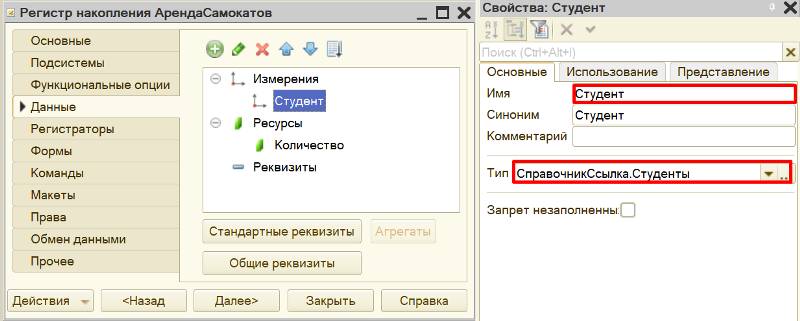 Регистр накопления АрендаСамокатов
Основные
Подсистемы
Функциональные опции
Данные
Регистраторы
Формы
Команды
Макеты
Права
Обмен данными
Прочее
Измерения
Студент
Ресурсы
Количество
Реквизиты
Стандартные реквизиты
Агрегаты
Общие реквизиты
Действия
<Назад
Далее>
Закрыть
Справка
Свойства: Студент
Поиск (Ctrl+Alt+I)
Основные
Использование
Представление
Имя
Студент
Синоним
Студент
Комментарий
Тип
СправочникСсылка.Студенты
Запрет незаполненны: